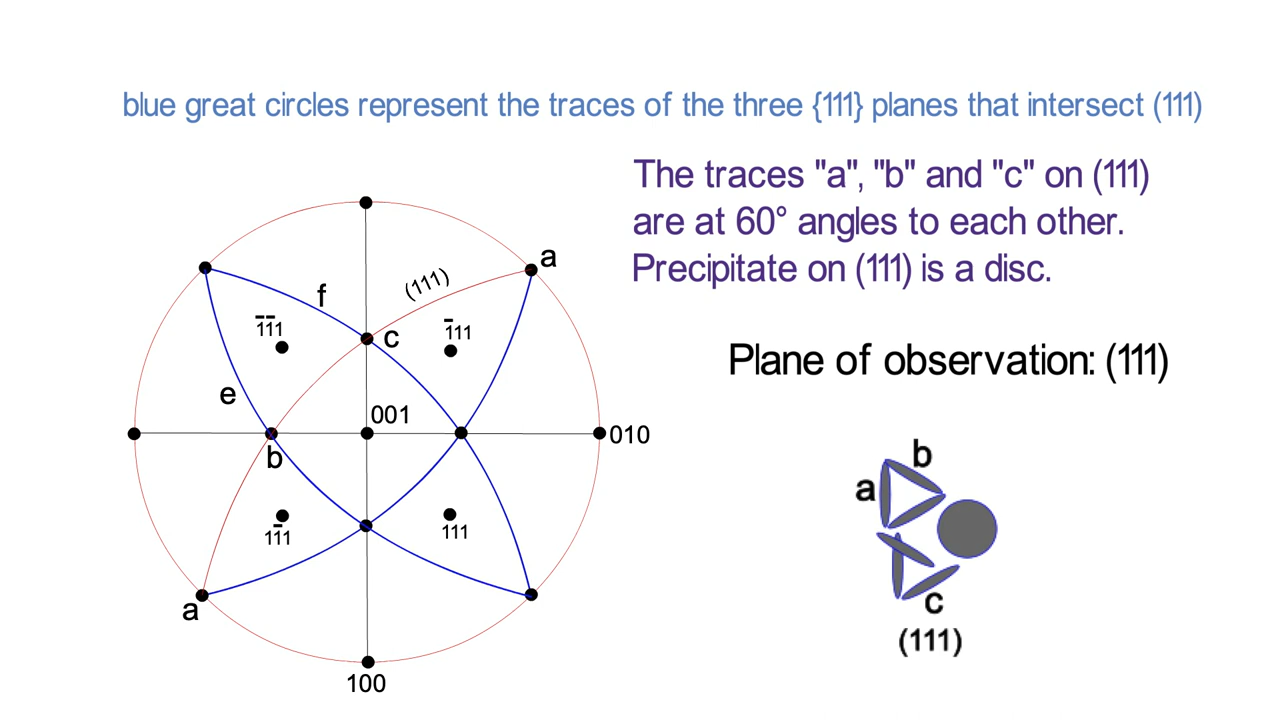 blue great circles represent the traces of the three {111} planes that intersect (111)
The traces "a", "b" and "c" on (111)
are at 60° angles to each other.
Precipitate on (111) is a disc.
Plane of observation: (111)
a
f
(111)
c
1̅1̅1
1̅11
e
001
010
b
11̅1
111
a
100
b
a
c
(111)